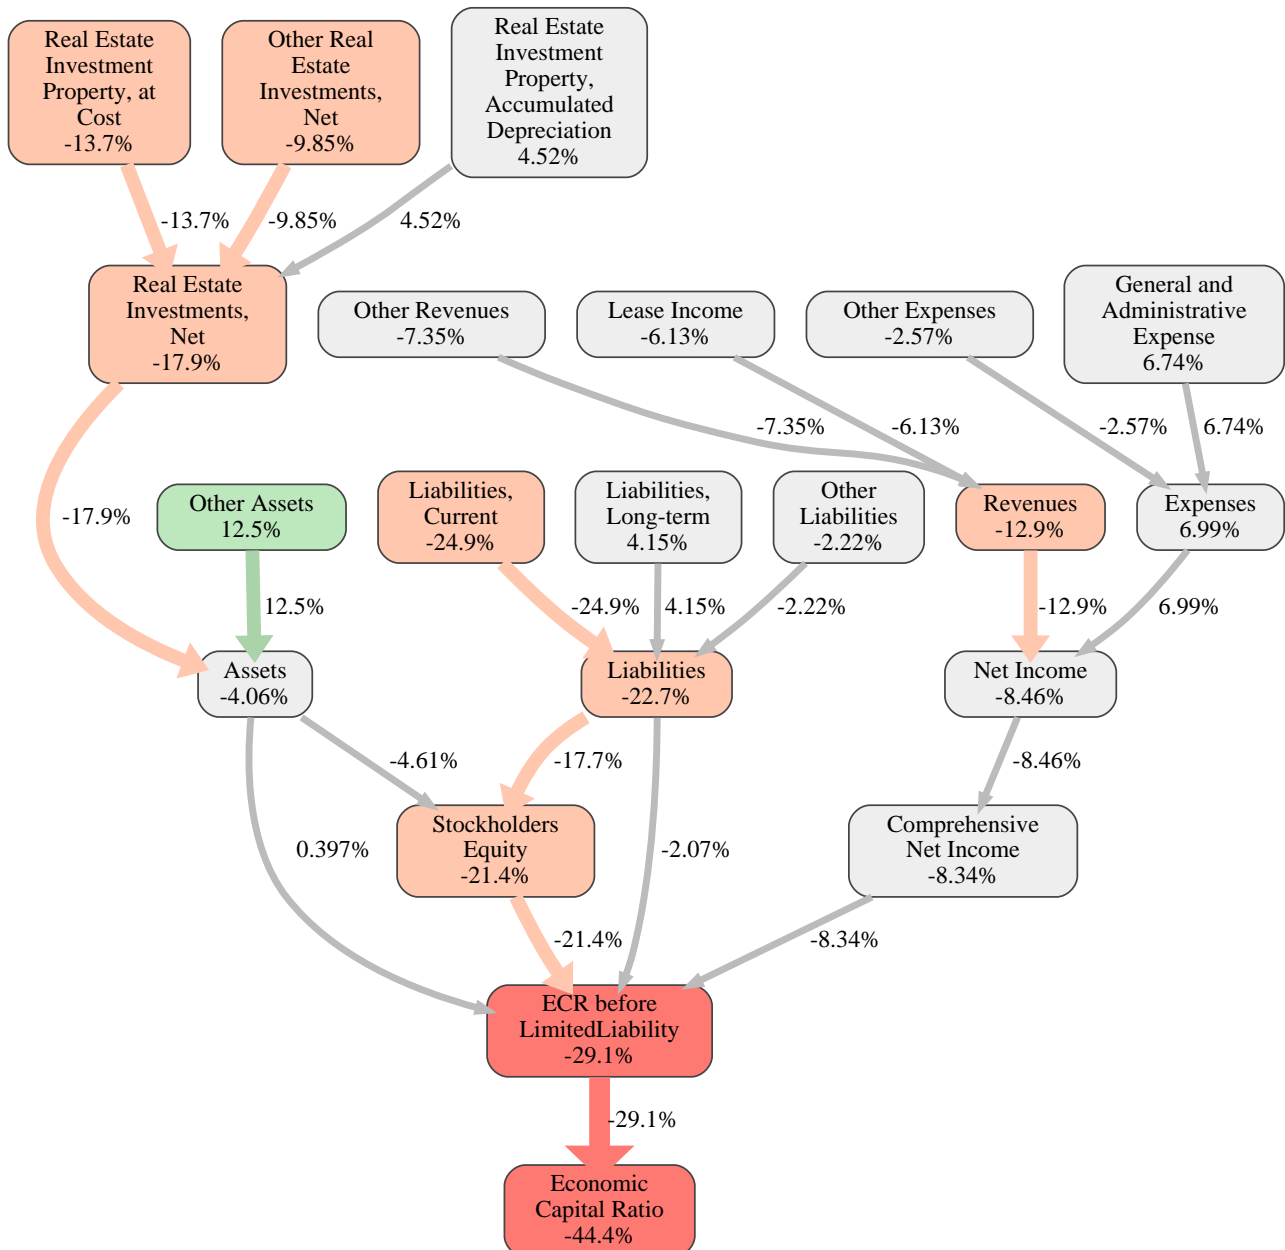 Real Estate
Investment
Property, at
Cost
-13.7%
Other Real
Estate
Investments,
Net
-9.85%
Real Estate
Investment
Property,
Accumulated
Depreciation
4.52%
-13.7%
-9.85%
4.52%
Real Estate
Investments,
Net
-17.9%
Other Revenues
-7.35%
Lease Income
-6.13%
Other Expenses
-2.57%
General and
Administrative
Expense
6.74%
-7.35%
-6.13%
-2.57%
6.74%
-17.9%
Other Assets
12.5%
Liabilities,
Current
-24.9%
Liabilities,
Long-term
4.15%
Other
Liabilities
-2.22%
Revenues
-12.9%
Expenses
6.99%
12.5%
-24.9%
4.15%
-2.22%
-12.9%
6.99%
Assets
-4.06%
Liabilities
-22.7%
Net Income
-8.46%
-4.61%
-17.7%
-8.46%
0.397%
Stockholders
Equity
-21.4%
-2.07%
Comprehensive
Net Income
-8.34%
-21.4%
-8.34%
ECR before
LimitedLiability
-29.1%
-29.1%
Economic
Capital Ratio
-44.4%